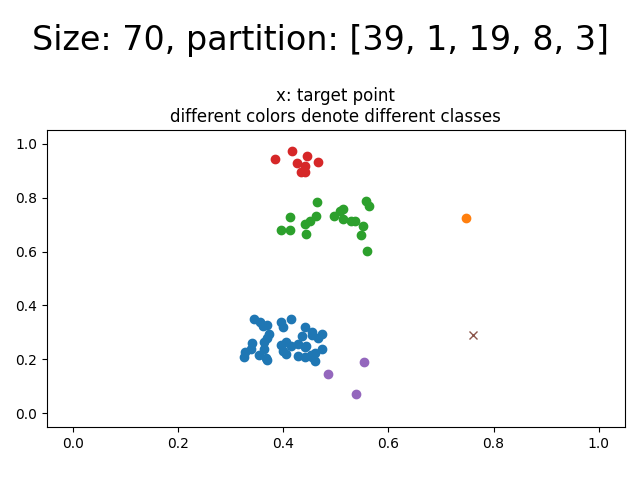 Size: 70, partition: [39, 1, 19, 8, 3]
x: target point
different colors denote different classes
1.0
0.8
0.6
0.4
0.2
0.0
0.0 0.2 0.4 0.6 0.8 1.0